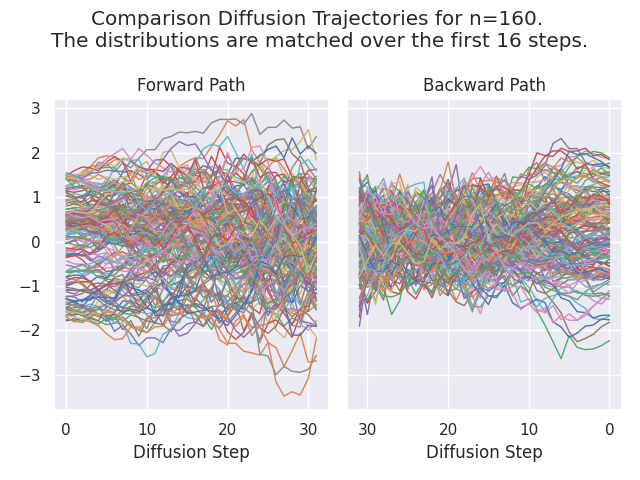 Comparison Diffusion Trajectories for n=160.
The distributions are matched over the first 16 steps.
Forward Path
Backward Path
3
2
1
0
−1
−2
−3
0 10 20 30
30 20 10 0
Diffusion Step
Diffusion Step